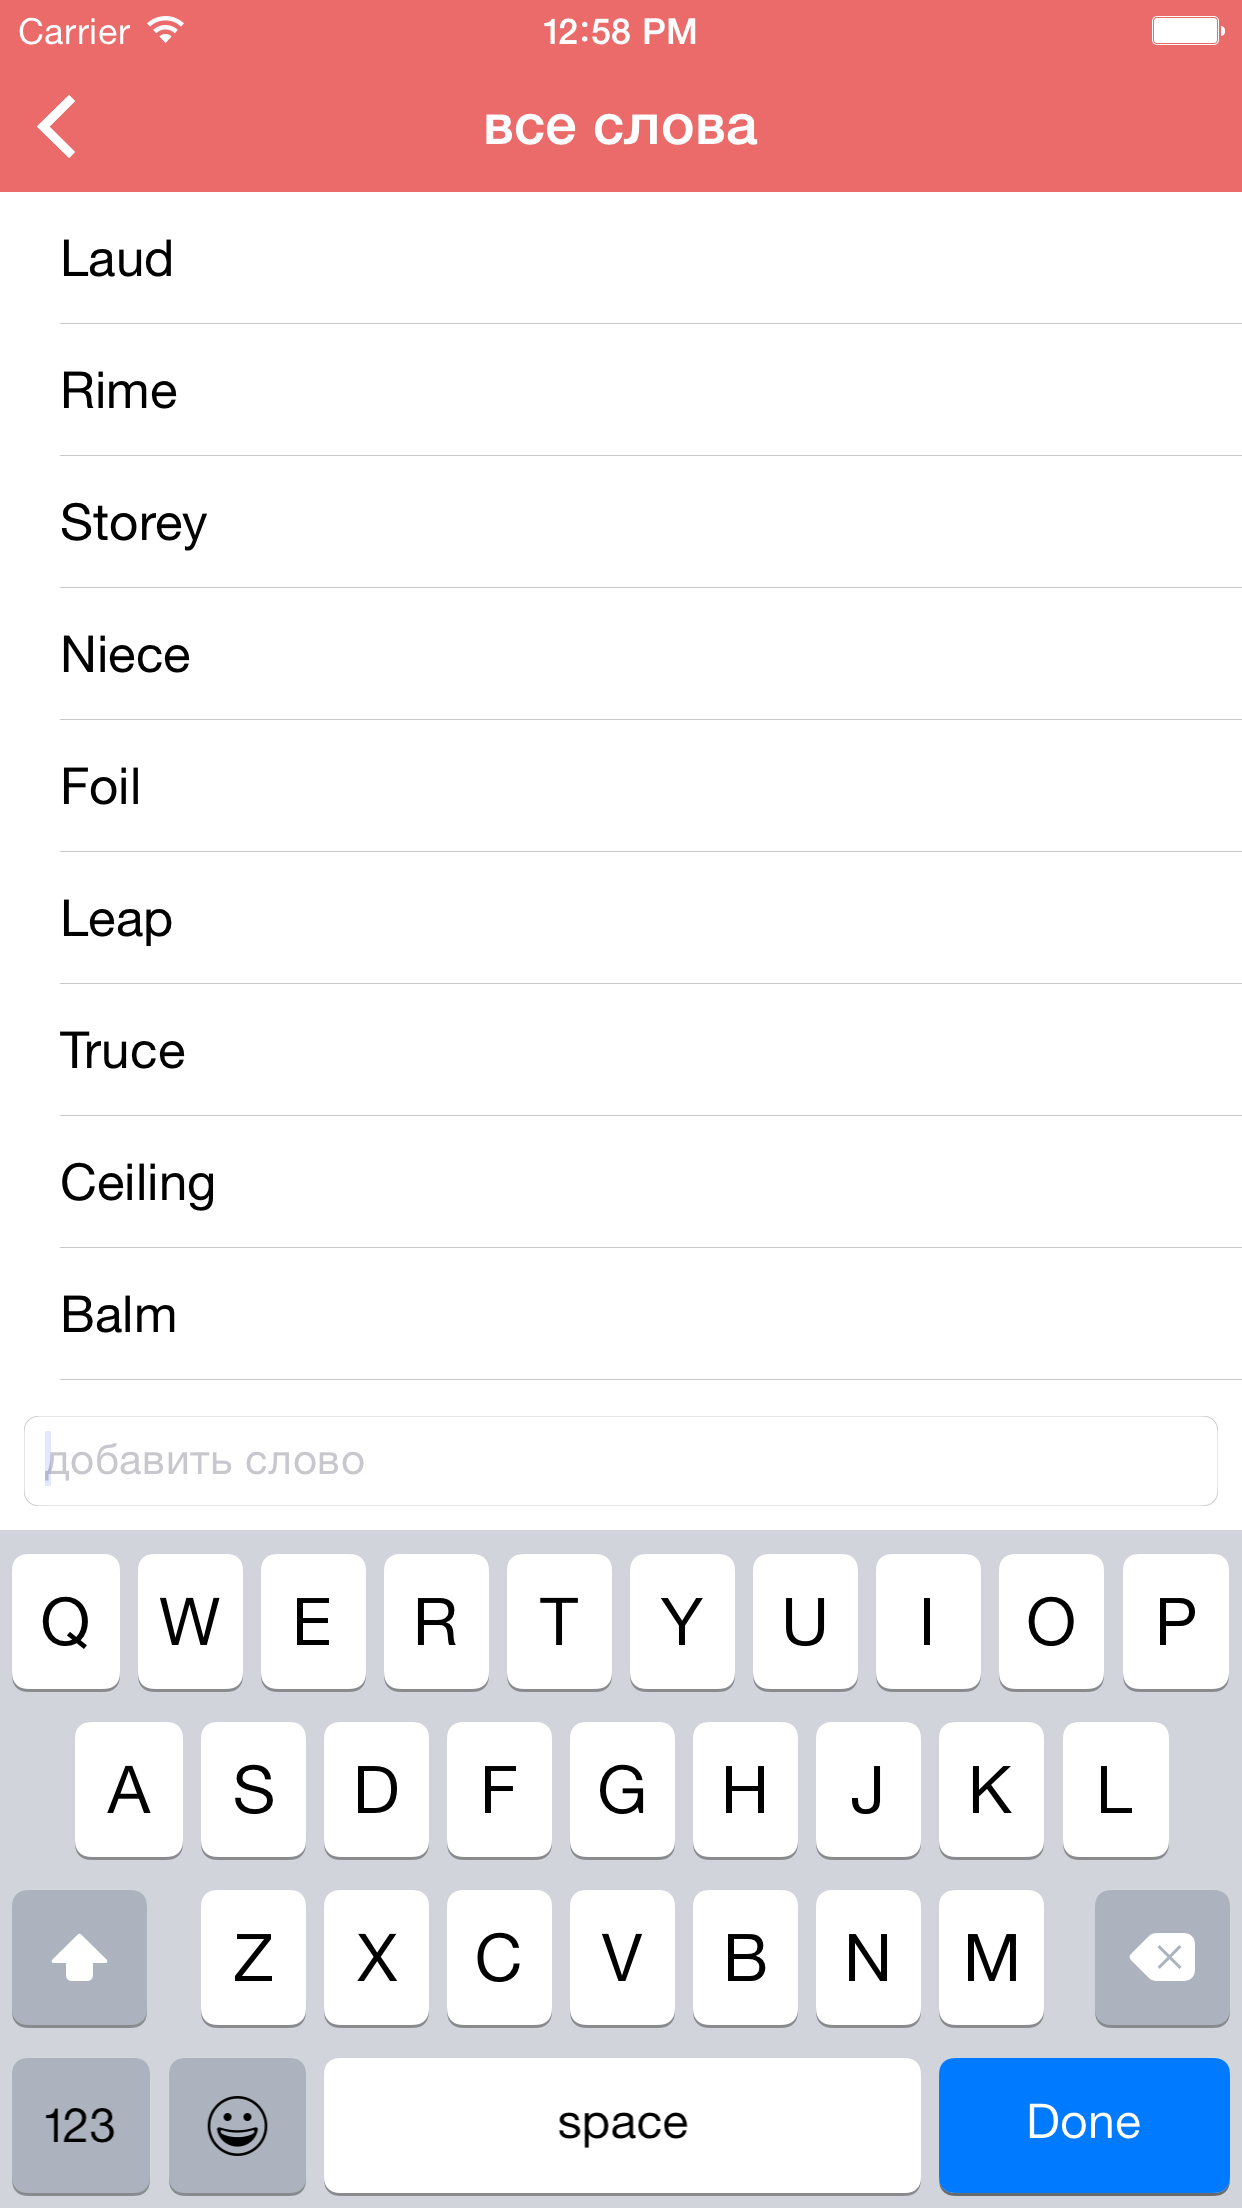 Carrier 12:58 PM
все слова
Laud
Rime
Storey
Niece
Foil
Leap
Truce
Ceiling
Balm
добавить слово
Q W E R T Y U I O P
A S D F G H J K L
Z X C V B N M
123 space Done